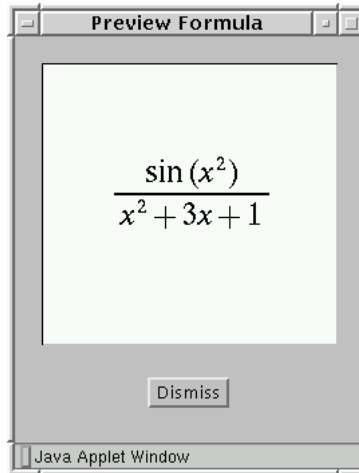 Preview Formula
sin (x²)
x² + 3x + 1
Dismiss
Java Applet Window